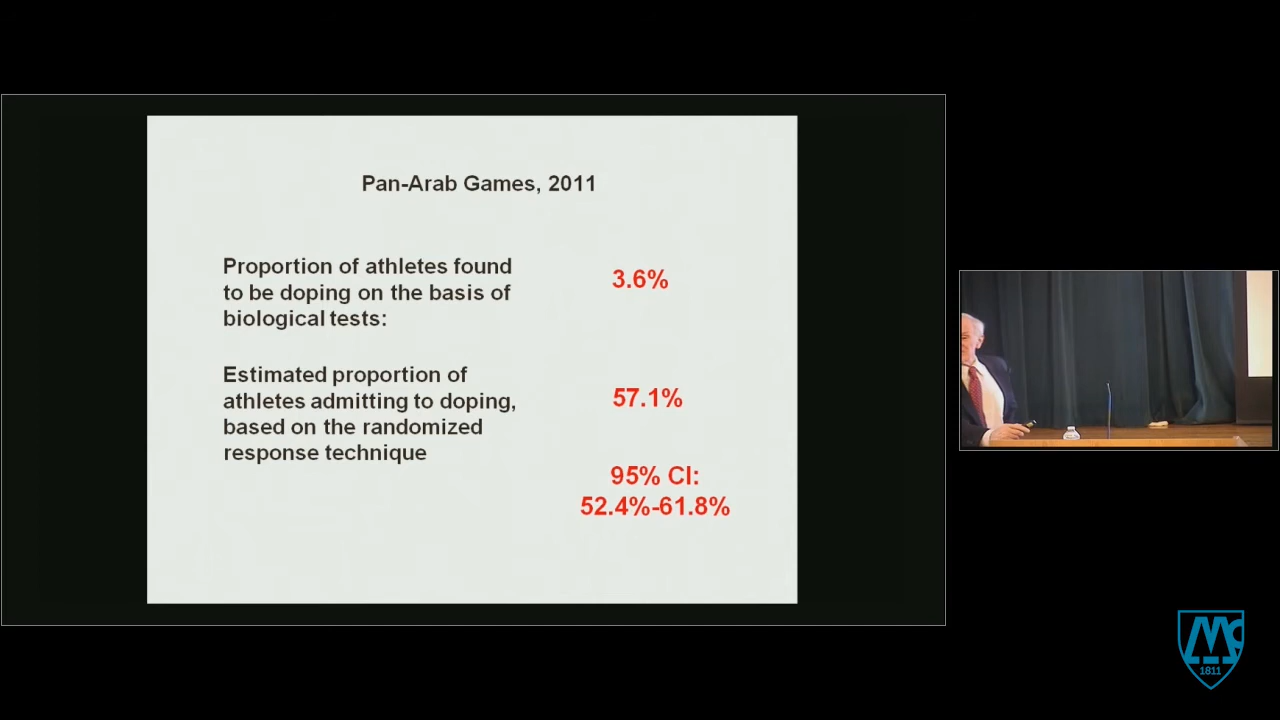 Pan-Arab Games, 2011
Proportion of athletes found
to be doping on the basis of
biological tests:
3.6%
Estimated proportion of
athletes admitting to doping,
based on the randomized
response technique
57.1%
95% CI:
52.4%-61.8%
1811